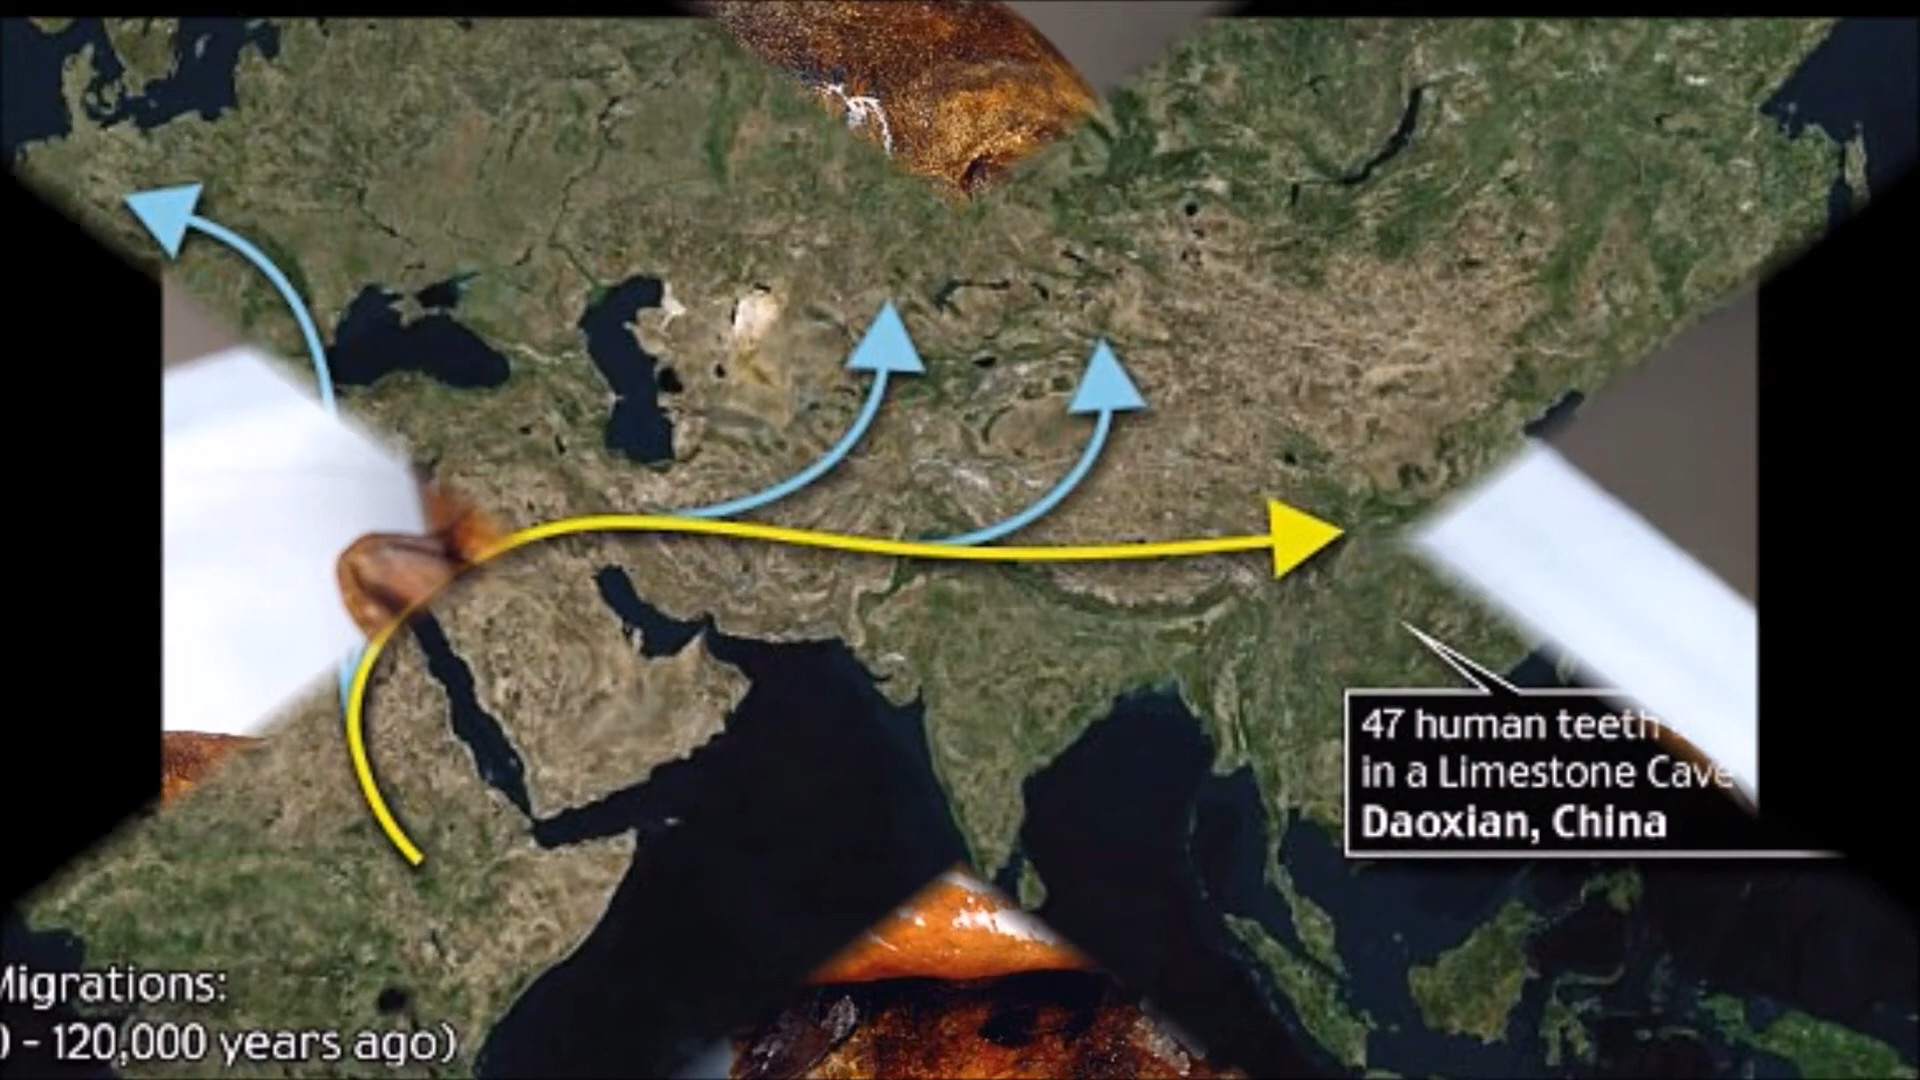 47 human teeth
in a Limestone Cave
Daoxian, China
Migrations:
) - 120,000 years ago)